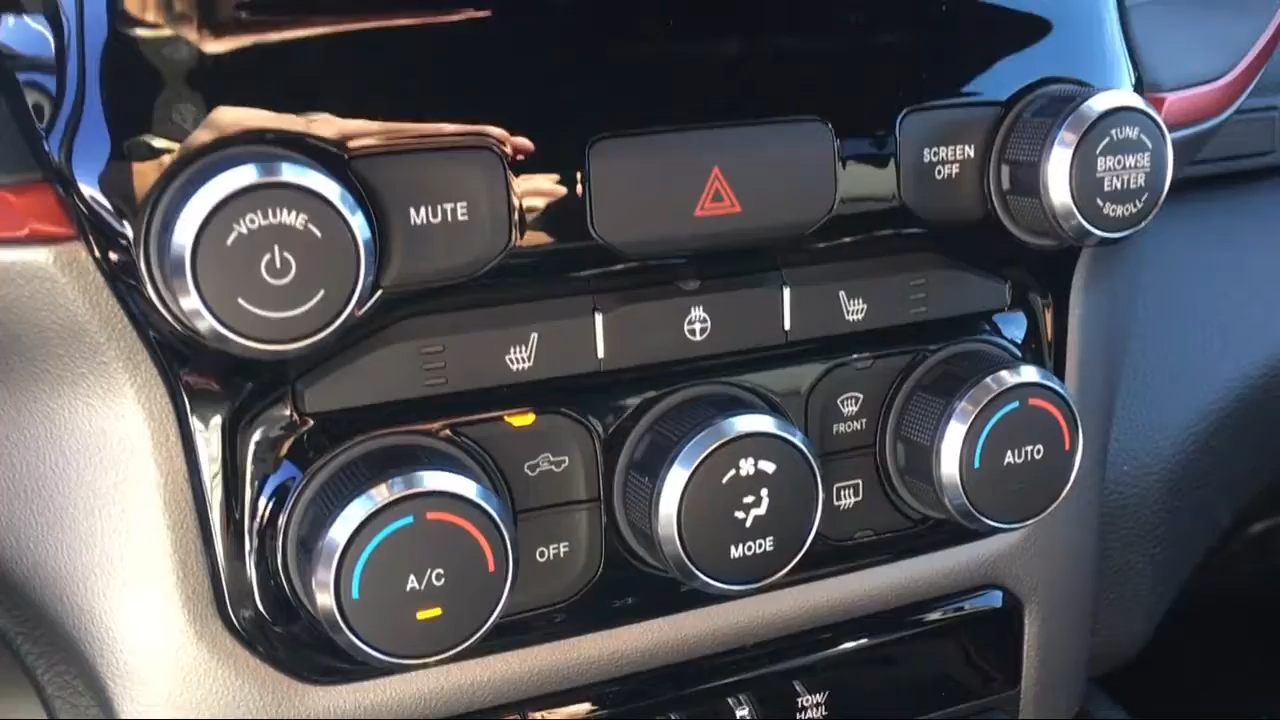 VOLUME
MUTE
SCREEN
OFF
TUNE
BROWSE
ENTER
SCROLL
FRONT
AUTO
OFF
MODE
A/C
TOW/
HAUL